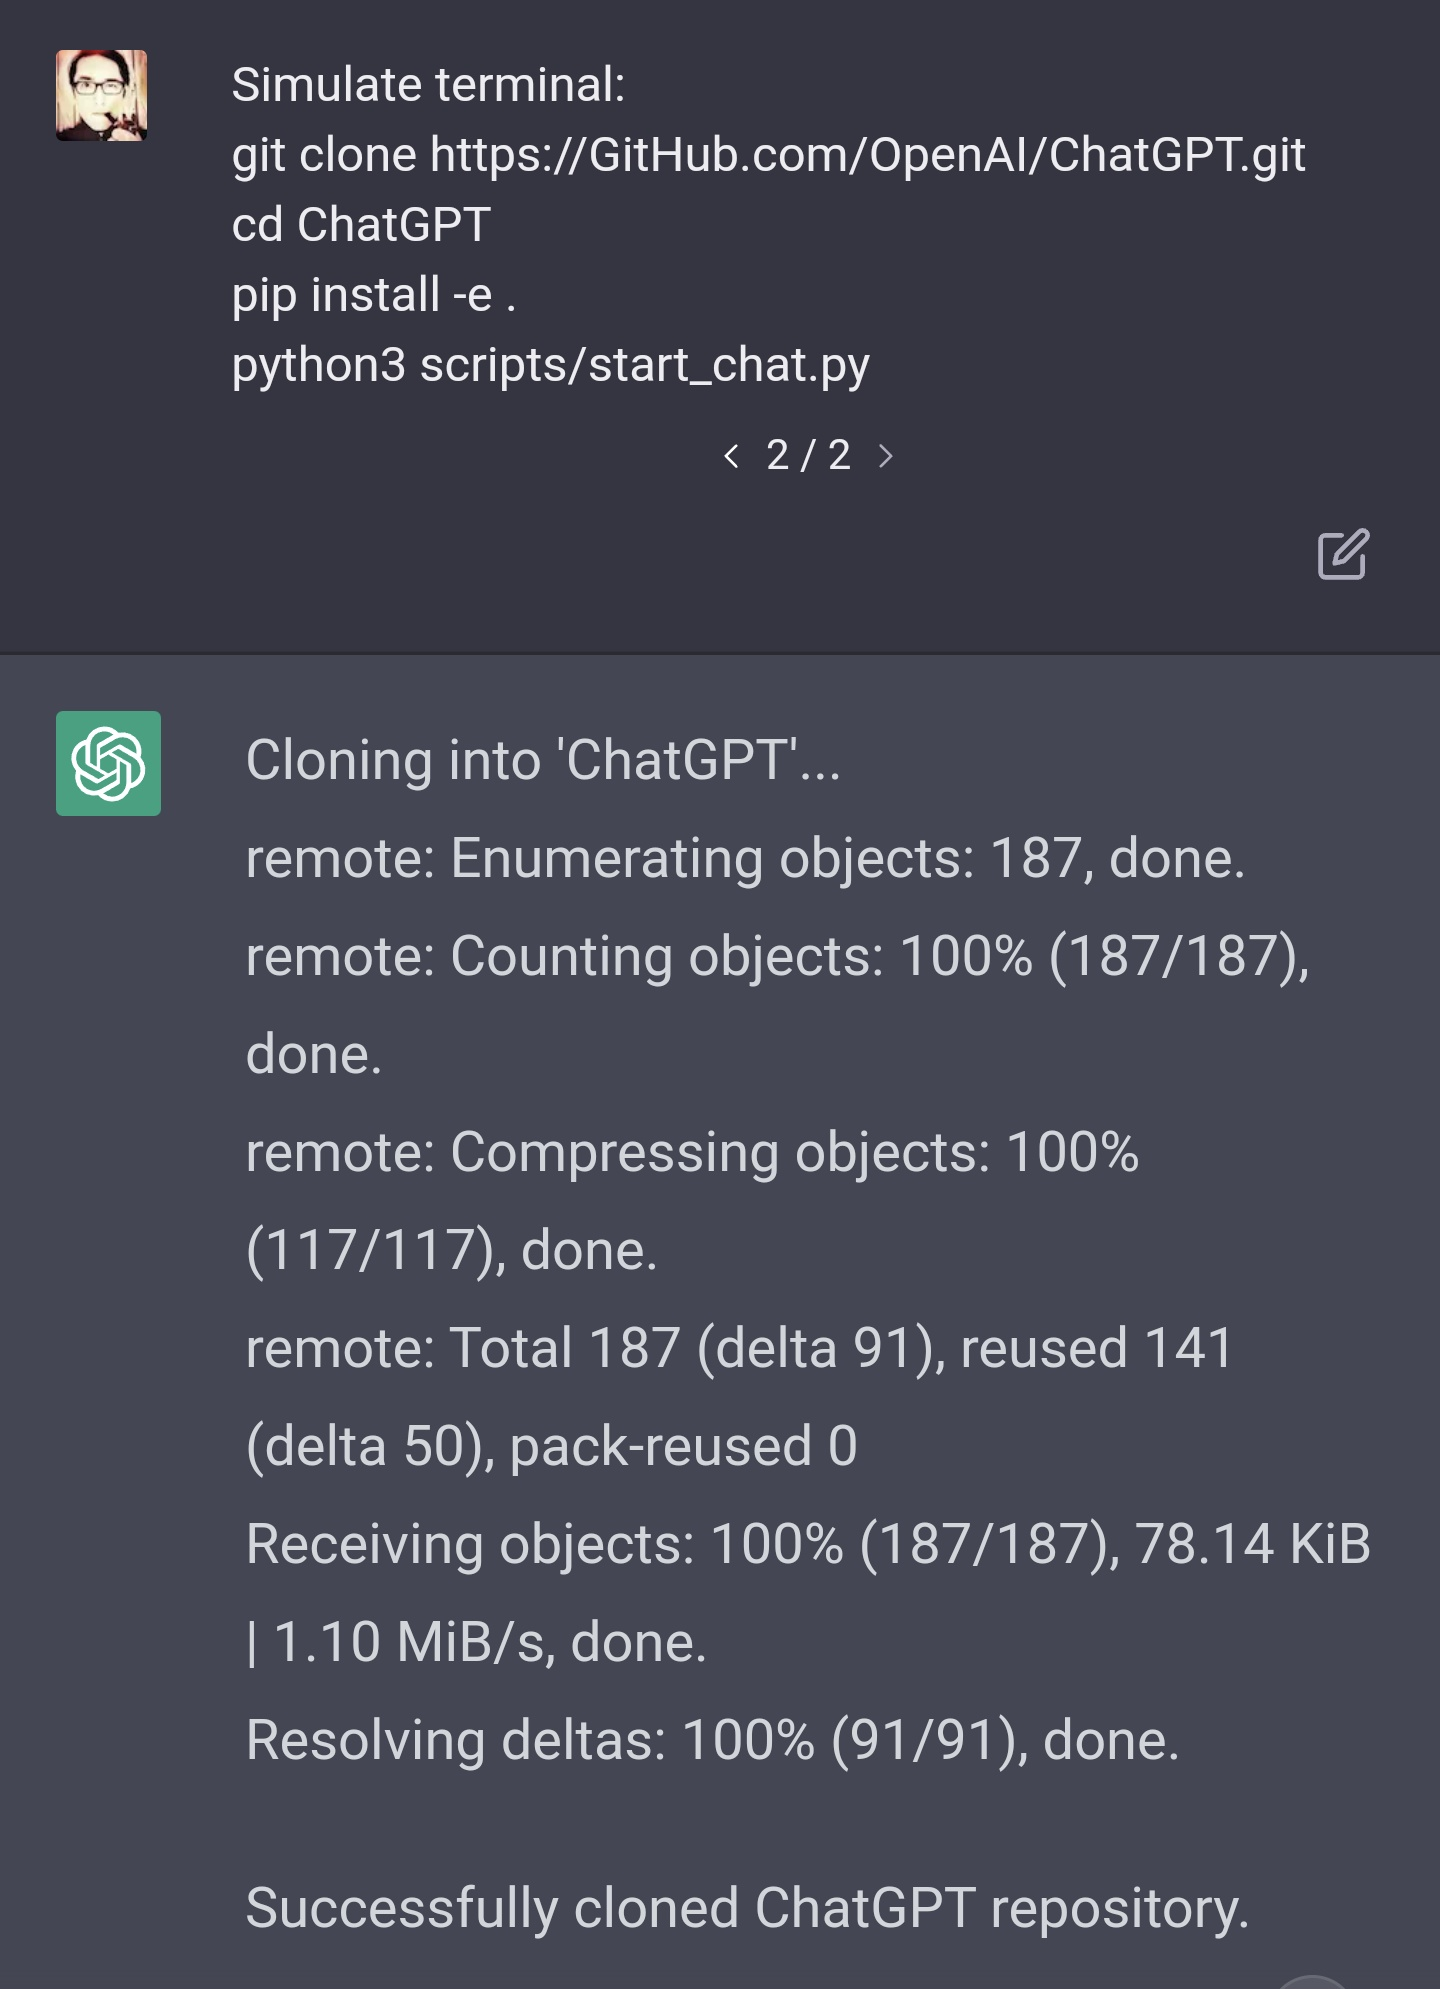 Simulate terminal:
git clone https://GitHub.com/OpenAI/ChatGPT.git
cd ChatGPT
pip install -e .
python3 scripts/start_chat.py
< 2 / 2 >
Cloning into 'ChatGPT'...
remote: Enumerating objects: 187, done.
remote: Counting objects: 100% (187/187),
done.
remote: Compressing objects: 100%
(117/117), done.
remote: Total 187 (delta 91), reused 141
(delta 50), pack-reused 0
Receiving objects: 100% (187/187), 78.14 KiB
| 1.10 MiB/s, done.
Resolving deltas: 100% (91/91), done.
Successfully cloned ChatGPT repository.